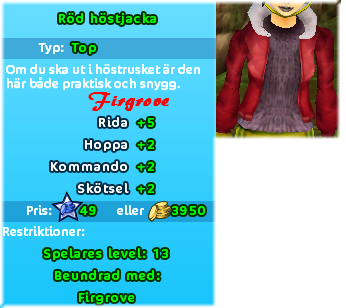 Röd höstjacka
Typ: Top
Om du ska ut i höstrusket är den
här både praktisk och snygg.
Firgrove
Rida +5
Hoppa +2
Kommando +2
Skötsel +2
Pris: 49 eller 3950
Restriktioner:
Spelares level: 13
Beundrad med:
Firgrove